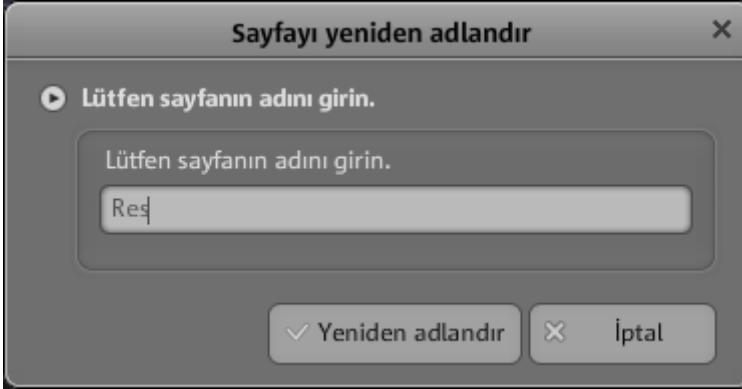 Sayfayı yeniden adlandır
Lütfen sayfanın adını girin.
Lütfen sayfanın adını girin.
Res
Yeniden adlandır
İptal